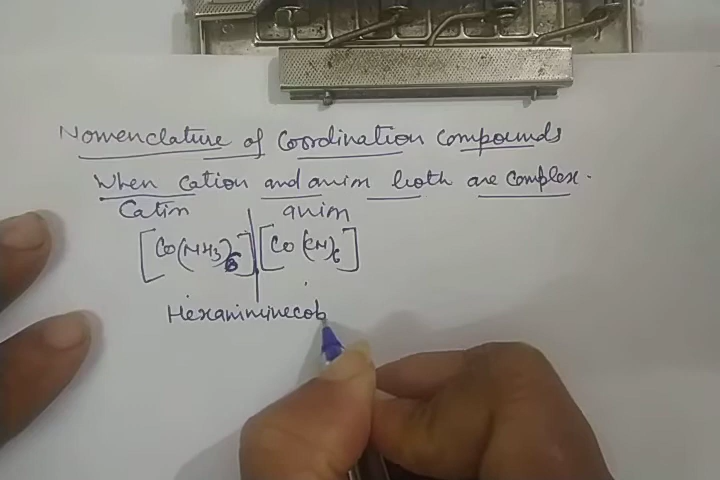 Nomenclature of Coordination Compounds
When Cation and anion both are Complex.
Cation anion
[Co(NH3)6] [Co(CN)6]
Hexamminecob